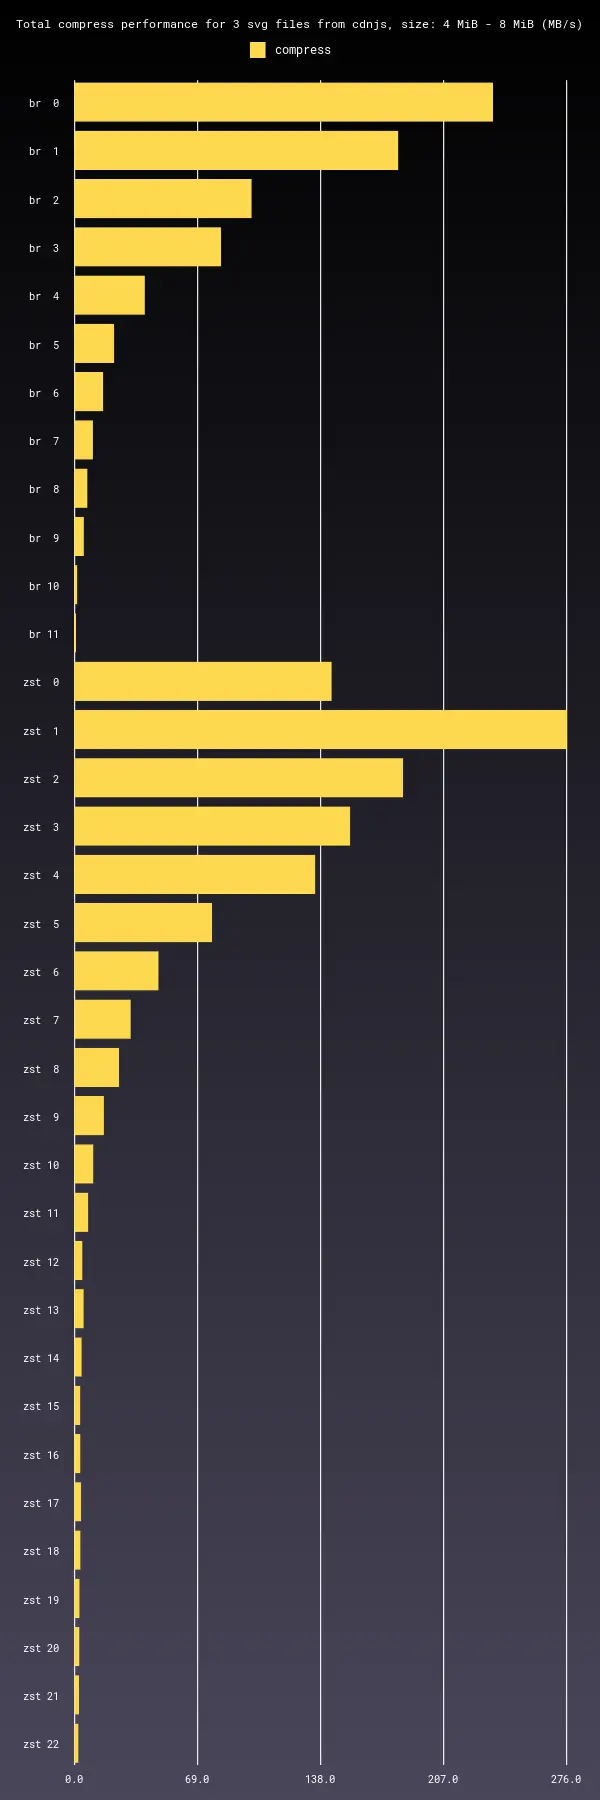 Total compress performance for 3 svg files from cdnjs, size: 4 MiB - 8 MiB (MB/s)
compress
br  0
br  1
br  2
br  3
br  4
br  5
br  6
br  7
br  8
br  9
br 10
br 11
zst  0
zst  1
zst  2
zst  3
zst  4
zst  5
zst  6
zst  7
zst  8
zst  9
zst 10
zst 11
zst 12
zst 13
zst 14
zst 15
zst 16
zst 17
zst 18
zst 19
zst 20
zst 21
zst 22
0.0 69.0 138.0 207.0 276.0